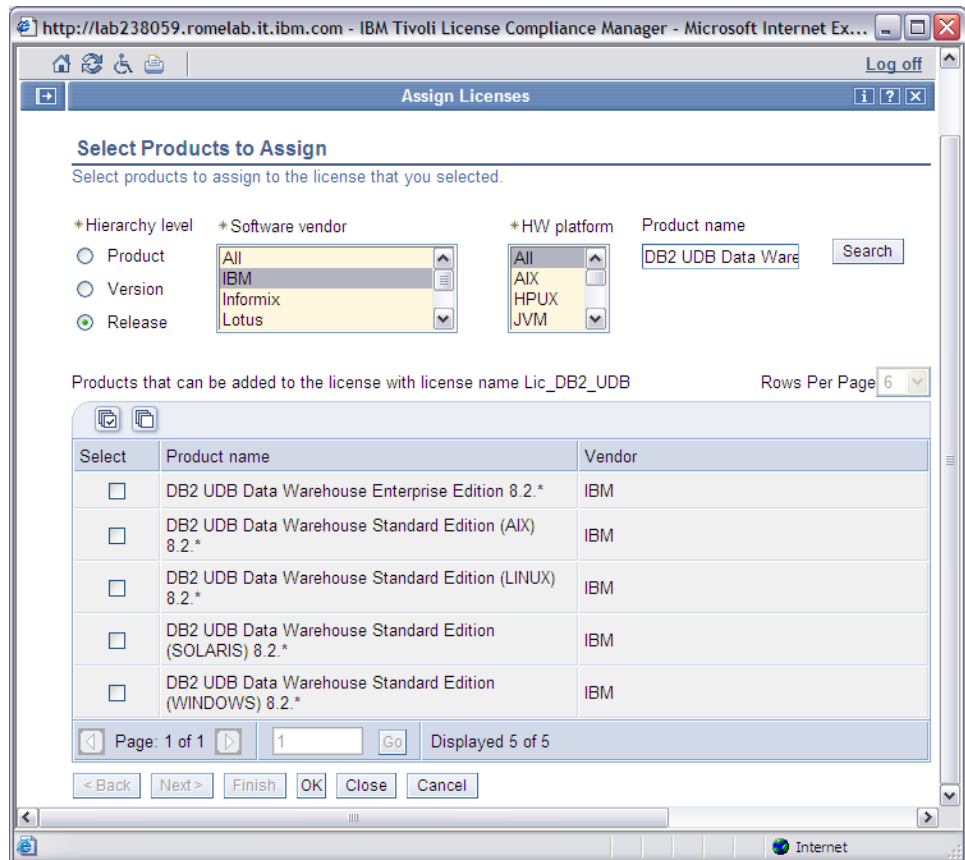 http://lab238059.romelab.it.ibm.com - IBM Tivoli License Compliance Manager - Microsoft Internet Ex...
Log off
Assign Licenses
i ? X
Select Products to Assign
Select products to assign to the license that you selected.
*Hierarchy level *Software vendor *HW platform Product name
Product
Version
Release
All
IBM
Informix
Lotus
All
AIX
HPUX
JVM
DB2 UDB Data Ware
Search
Products that can be added to the license with license name Lic_DB2_UDB Rows Per Page 6
Select Product name Vendor
DB2 UDB Data Warehouse Enterprise Edition 8.2.* IBM
DB2 UDB Data Warehouse Standard Edition (AIX)
8.2.*
IBM
DB2 UDB Data Warehouse Standard Edition (LINUX)
8.2.*
IBM
DB2 UDB Data Warehouse Standard Edition
(SOLARIS) 8.2.*
IBM
DB2 UDB Data Warehouse Standard Edition
(WINDOWS) 8.2.*
IBM
Page: 1 of 1 1 Go Displayed 5 of 5
< Back Next > Finish OK Close Cancel
Internet